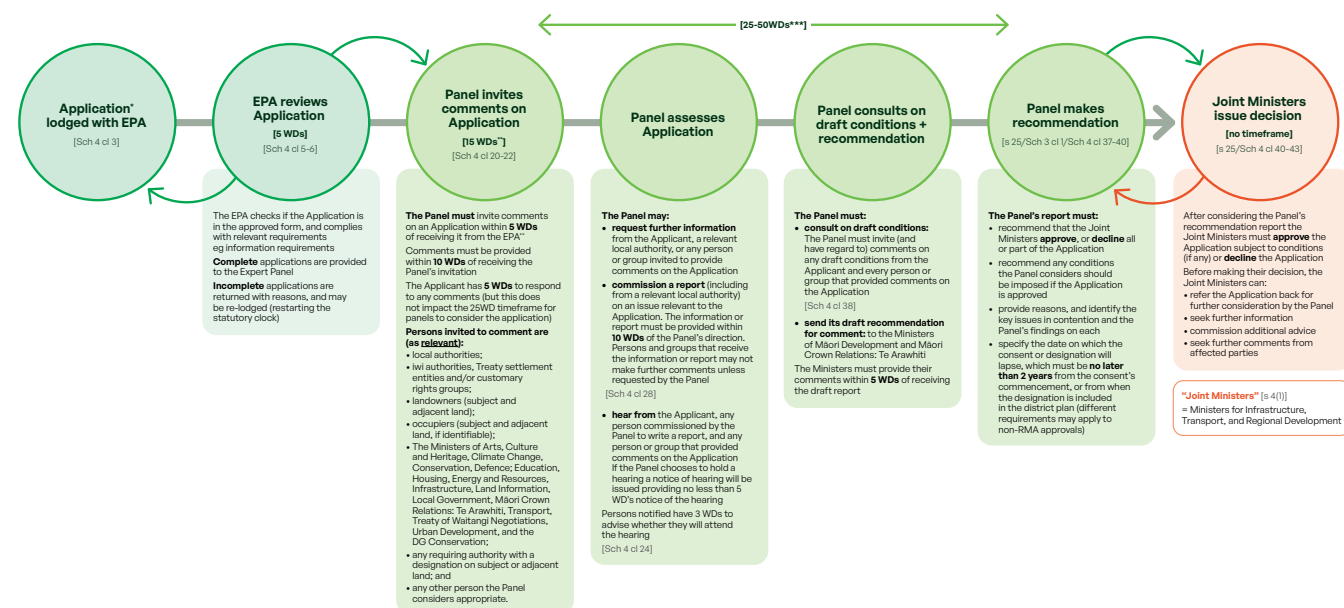 [25-50WDs***]
Application*
lodged with EPA
[Sch 4 cl 3]
EPA reviews
Application
[5 WDs]
[Sch 4 cl 5-6]
The EPA checks if the Application is
in the approved form, and complies
with relevant requirements
eg information requirements
Complete applications are provided
to the Expert Panel
Incomplete applications are
returned with reasons, and may
be re-lodged (restarting the
statutory clock)
Panel invites
comments on
Application
[15 WDs**]
[Sch 4 cl 20-22]
The Panel must invite comments
on an Application within 5 WDs
of receiving it from the EPA**
Comments must be provided
within 10 WDs of receiving the
Panel's invitation
The Applicant has 5 WDs to respond
to any comments (but this does
not impact the 25WD timeframe for
panels to consider the application)
Persons invited to comment are
(as relevant):
• local authorities;
• iwi authorities, Treaty settlement
entities and/or customary
rights groups;
• landowners (subject and
adjacent land);
• occupiers (subject and adjacent
land, if identifiable);
• The Ministers of Arts, Culture
and Heritage, Climate Change,
Conservation, Defence; Education,
Housing, Energy and Resources,
Infrastructure, Land Information,
Local Government, Māori Crown
Relations: Te Arawhiti, Transport,
Treaty of Waitangi Negotiations,
Urban Development, and the
DG Conservation;
• any requiring authority with a
designation on subject or adjacent
land; and
• any other person the Panel
considers appropriate.
Panel assesses
Application
The Panel may:
• request further information
from the Applicant, a relevant
local authority, or any person
or group invited to provide
comments on the Application
• commission a report (including
from a relevant local authority)
on an issue relevant to the
Application. The information or
report must be provided within
10 WDs of the Panel's direction.
Persons and groups that receive
the information or report may not
make further comments unless
requested by the Panel
[Sch 4 cl 28]
• hear from the Applicant, any
person commissioned by the
Panel to write a report, and any
person or group that provided
comments on the Application
If the Panel chooses to hold a
hearing a notice of hearing will be
issued providing no less than 5
WD's notice of the hearing
Persons notified have 3 WDs to
advise whether they will attend
the hearing
[Sch 4 cl 24]
Panel consults on
draft conditions +
recommendation
The Panel must:
• consult on draft conditions:
The Panel must invite (and
have regard to) comments on
any draft conditions from the
Applicant and every person or
group that provided comments on
the Application
[Sch 4 cl 38]
• send its draft recommendation
for comment: to the Ministers
of Māori Development and Māori
Crown Relations: Te Arawhiti
The Ministers must provide their
comments within 5 WDs of receiving
the draft report
Panel makes
recommendation
[s 25/Sch 3 cl 1/Sch 4 cl 37-40]
The Panel's report must:
• recommend that the Joint
Ministers approve, or decline all
or part of the Application
• recommend any conditions
the Panel considers should
be imposed if the Application
is approved
• provide reasons, and identify the
key issues in contention and the
Panel's findings on each
• specify the date on which the
consent or designation will
lapse, which must be no later
than 2 years from the consent's
commencement, or from when
the designation is included
in the district plan (different
requirements may apply to
non-RMA approvals)
Joint Ministers
issue decision
[no timeframe]
[s 25/Sch 4 cl 40-43]
After considering the Panel's
recommendation report the
Joint Ministers must approve the
Application subject to conditions
(if any) or decline the Application
Before making their decision, the
Joint Ministers can:
• refer the Application back for
further consideration by the Panel
• seek further information
• commission additional advice
• seek further comments from
affected parties
"Joint Ministers" [s 4(1)]
= Ministers for Infrastructure,
Transport, and Regional Development